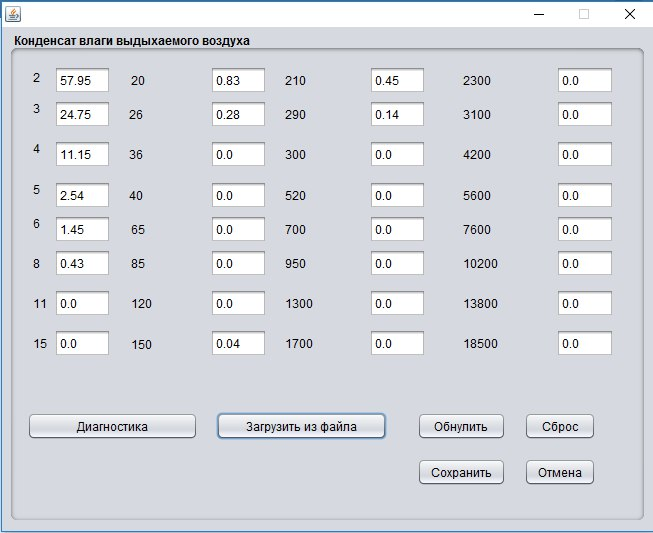 Конденсат влаги выдыхаемого воздуха
2 57.95 20 0.83 210 0.45 2300 0.0
3 24.75 26 0.28 290 0.14 3100 0.0
4 11.15 36 0.0 300 0.0 4200 0.0
5 2.54 40 0.0 520 0.0 5600 0.0
6 1.45 65 0.0 700 0.0 7600 0.0
8 0.43 85 0.0 950 0.0 10200 0.0
11 0.0 120 0.0 1300 0.0 13800 0.0
15 0.0 150 0.04 1700 0.0 18500 0.0
Диагностика Загрузить из файла Обнулить Сброс
Сохранить Отмена